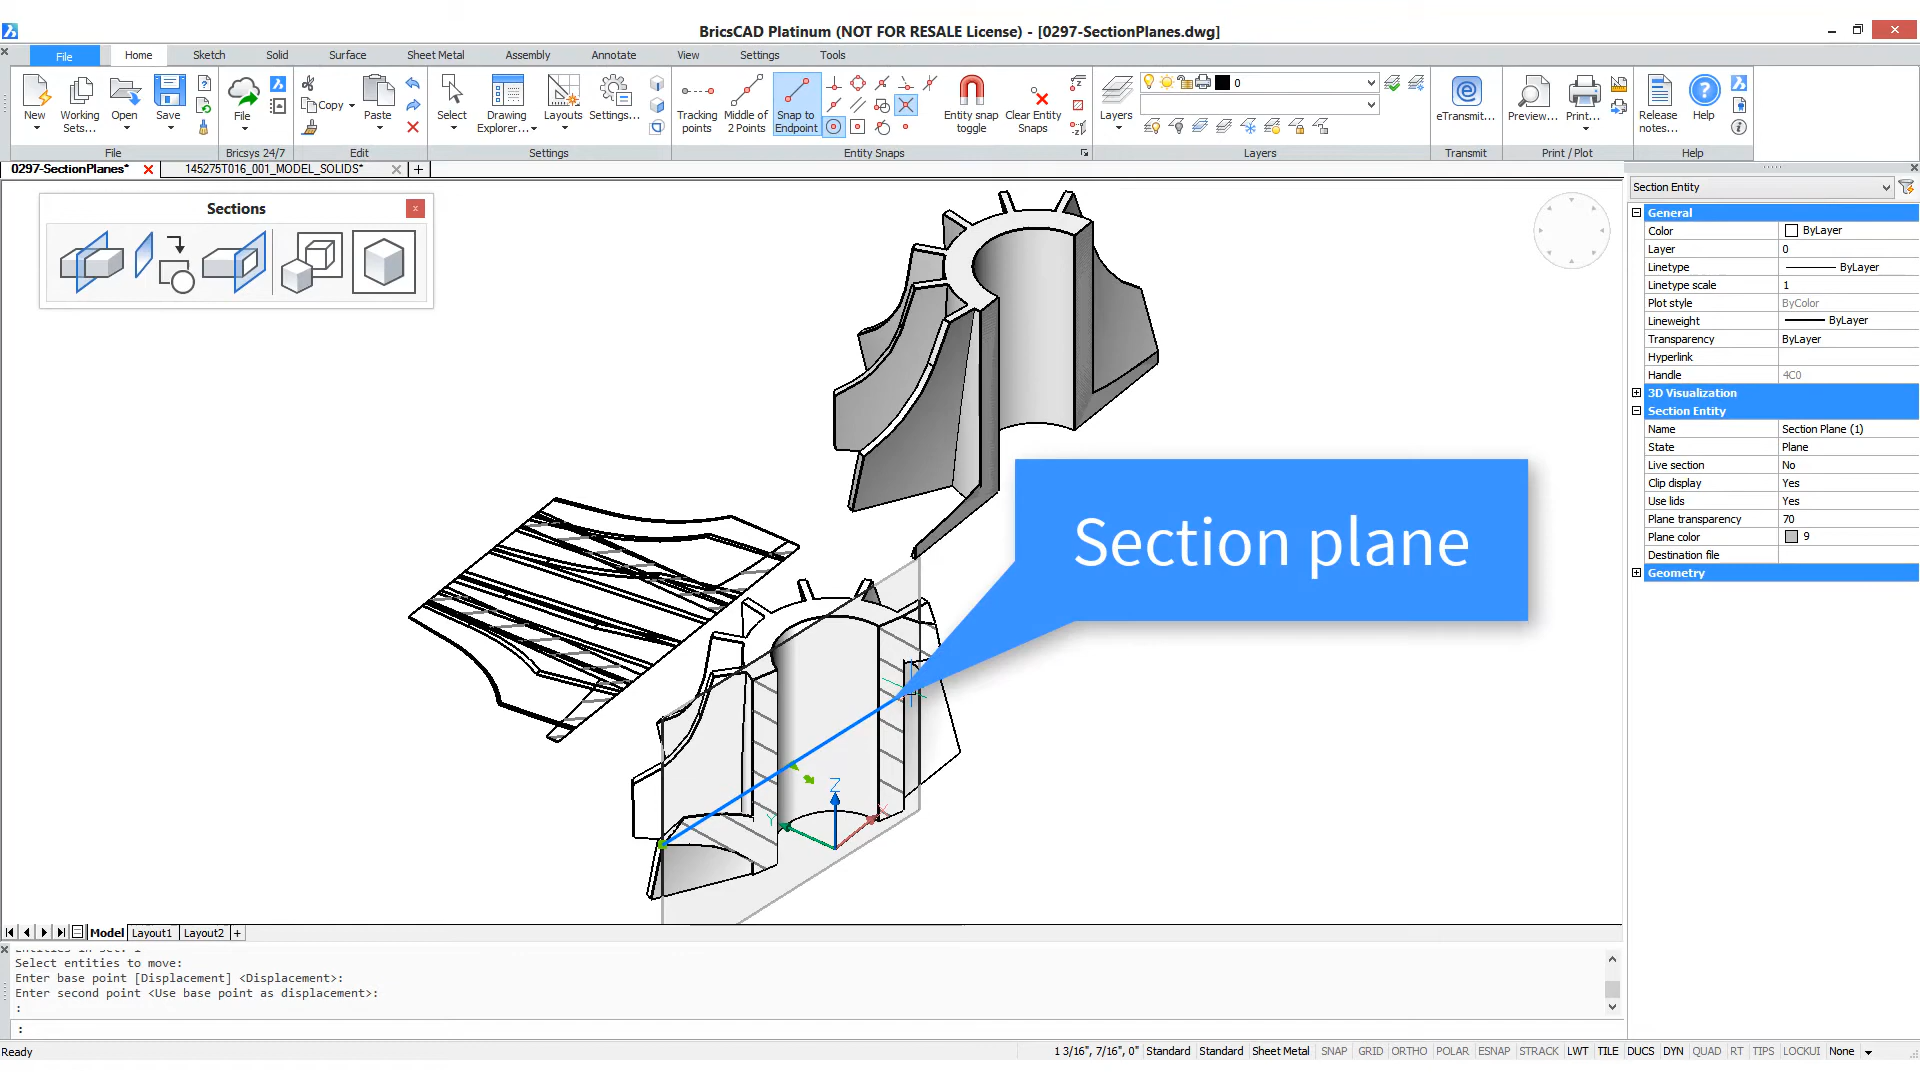 BricsCAD Platinum (NOT FOR RESALE License) - [0297-SectionPlanes.dwg]
File Home Sketch Solid Surface Sheet Metal Assembly Annotate View Settings Tools
New
Working
Sets...
Open
Save
File
Copy
Paste
Select
Drawing
Explorer...
Layouts
Settings...
Tracking
points
Middle of
2 Points
Snap to
Endpoint
Entity snap
toggle
Clear Entity
Snaps
Layers
0
eTransmit...
Preview...
Print...
Release
notes...
Help
File Bricsys 24/7 Edit Settings Entity Snaps Layers Transmit Print / Plot Help
0297-SectionPlanes* 145275T016_001_MODEL_SOLIDS* +
Sections
Section plane
Z
Y
X
Section Entity
General
Color ByLayer
Layer 0
Linetype ByLayer
Linetype scale 1
Plot style ByColor
Lineweight ByLayer
Transparency ByLayer
Hyperlink
Handle 4C0
3D Visualization
Section Entity
Name Section Plane (1)
State Plane
Live section No
Clip display Yes
Use lids Yes
Plane transparency 70
Plane color 9
Destination file
Geometry
Model Layout1 Layout2 +
Select entities to move:
Enter base point [Displacement] <Displacement>:
Enter second point <Use base point as displacement>:
:
:
Ready 1 3/16", 7/16", 0" Standard Standard Sheet Metal SNAP GRID ORTHO POLAR ESNAP STRACK LWT TILE DUCS DYN QUAD RT TIPS LOCKUI None